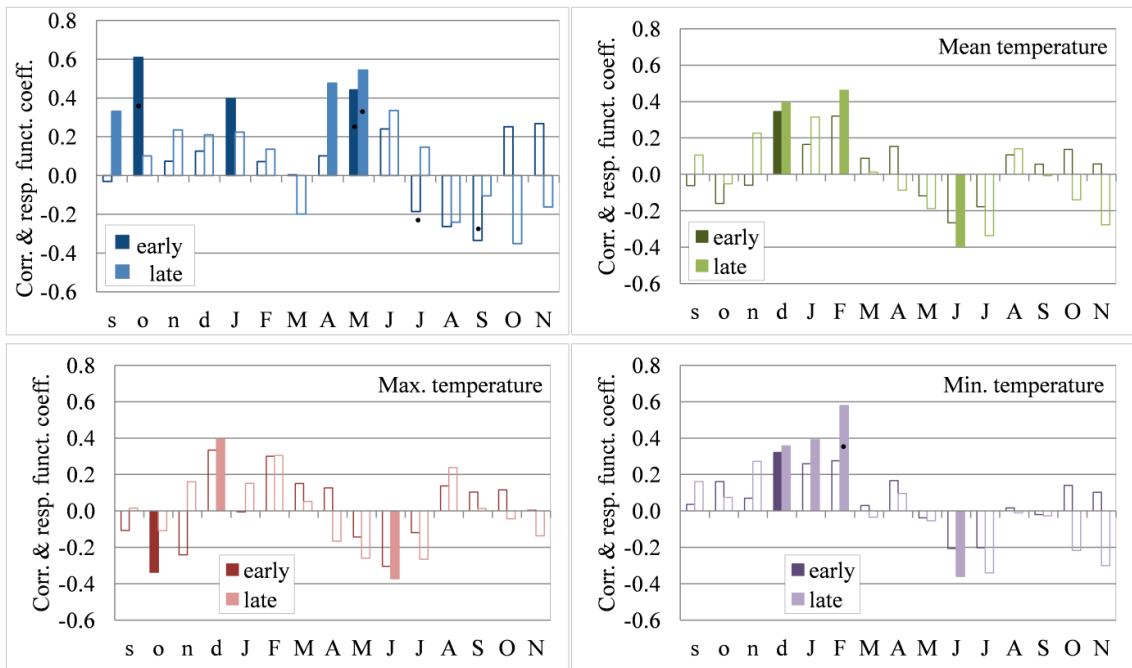 Corr. & resp. funct. coeff.
0.8
0.6
0.4
0.2
0.0
-0.2
-0.4
-0.6
early
late
s o n d J F M A M J J A S O N
Mean temperature
Corr. & resp. funct. coeff.
0.8
0.6
0.4
0.2
0.0
-0.2
-0.4
-0.6
early
late
s o n d J F M A M J J A S O N
Max. temperature
Corr. & resp. funct. coeff.
0.8
0.6
0.4
0.2
0.0
-0.2
-0.4
-0.6
early
late
s o n d J F M A M J J A S O N
Min. temperature
Corr. & resp. funct. coeff.
0.8
0.6
0.4
0.2
0.0
-0.2
-0.4
-0.6
early
late
s o n d J F M A M J J A S O N